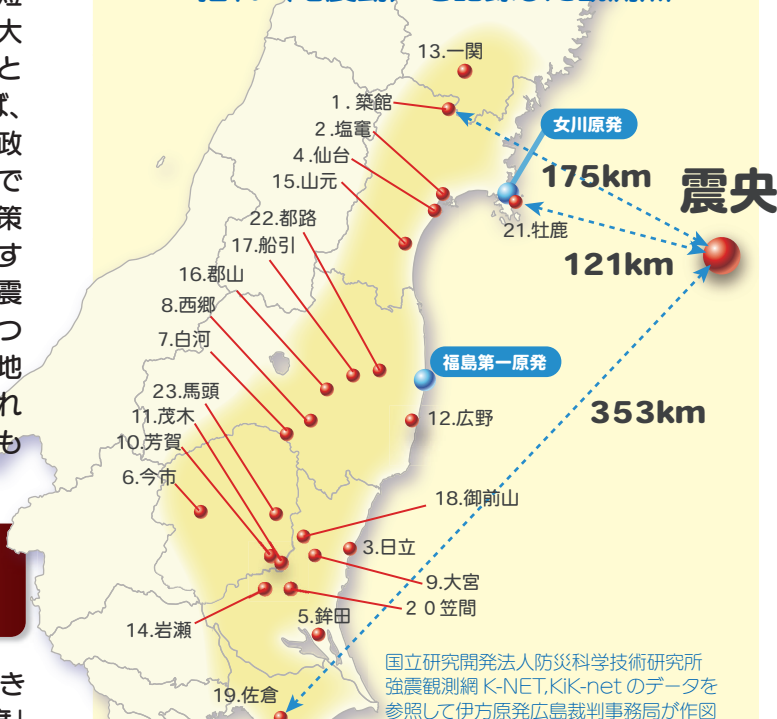 短
大
と
ば、
政
で
策
す
震
つ
地
れ
も
き
13.一関
1.築館
2.塩竈
4.仙台
15.山元
22.都路
17.船引
16.郡山
8.西郷
7.白河
23.馬頭
11.茂木
10.芳賀
6.今市
14.岩瀬
19.佐倉
5.鉾田
20笠間
9.大宮
3.日立
18.御前山
12.広野
福島第一原発
21.牡鹿
女川原発
175km
121km
353km
震央
国立研究開発法人防災科学技術研究所
強震観測網 K-NET,KiK-net のデータを
参照して伊方原発広島裁判事務局が作図